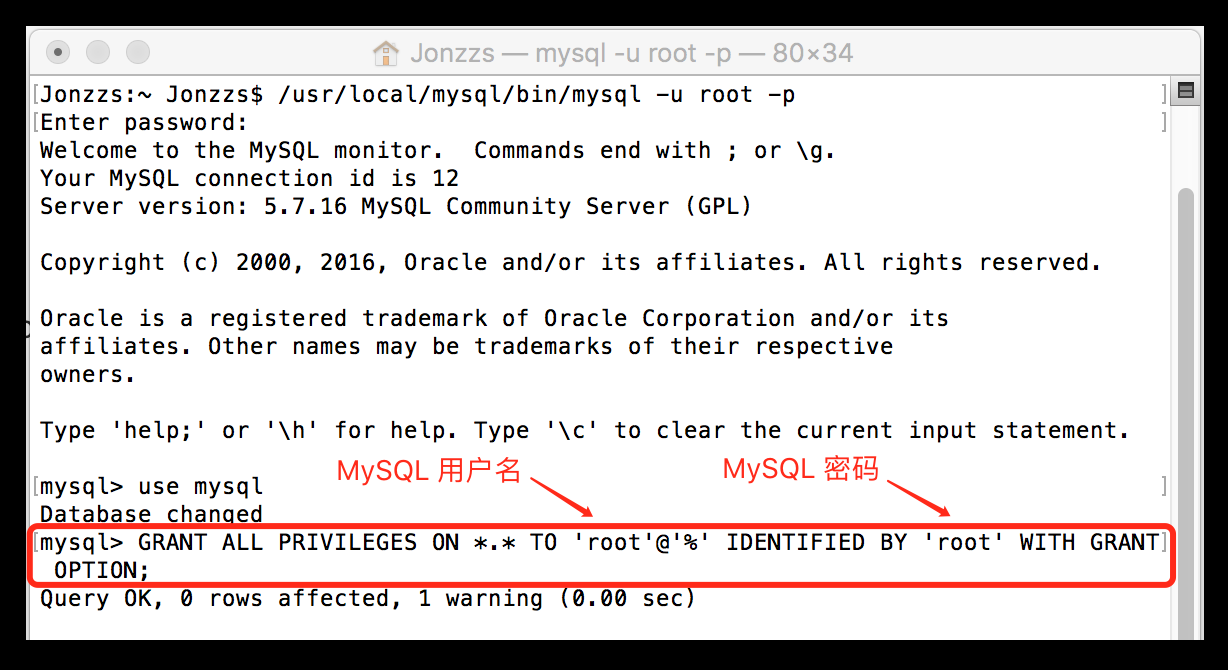 Jonzzs — mysql -u root -p — 80×34
[Jonzzs:~ Jonzzs$ /usr/local/mysql/bin/mysql -u root -p ]
[Enter password: ]
Welcome to the MySQL monitor.  Commands end with ; or \g.
Your MySQL connection id is 12
Server version: 5.7.16 MySQL Community Server (GPL)
Copyright (c) 2000, 2016, Oracle and/or its affiliates. All rights reserved.
Oracle is a registered trademark of Oracle Corporation and/or its
affiliates. Other names may be trademarks of their respective
owners.
Type 'help;' or '\h' for help. Type '\c' to clear the current input statement.
MySQL 用户名 MySQL 密码
[mysql> use mysql ]
Database changed
[mysql> GRANT ALL PRIVILEGES ON *.* TO 'root'@'%' IDENTIFIED BY 'root' WITH GRANT]
OPTION;
Query OK, 0 rows affected, 1 warning (0.00 sec)